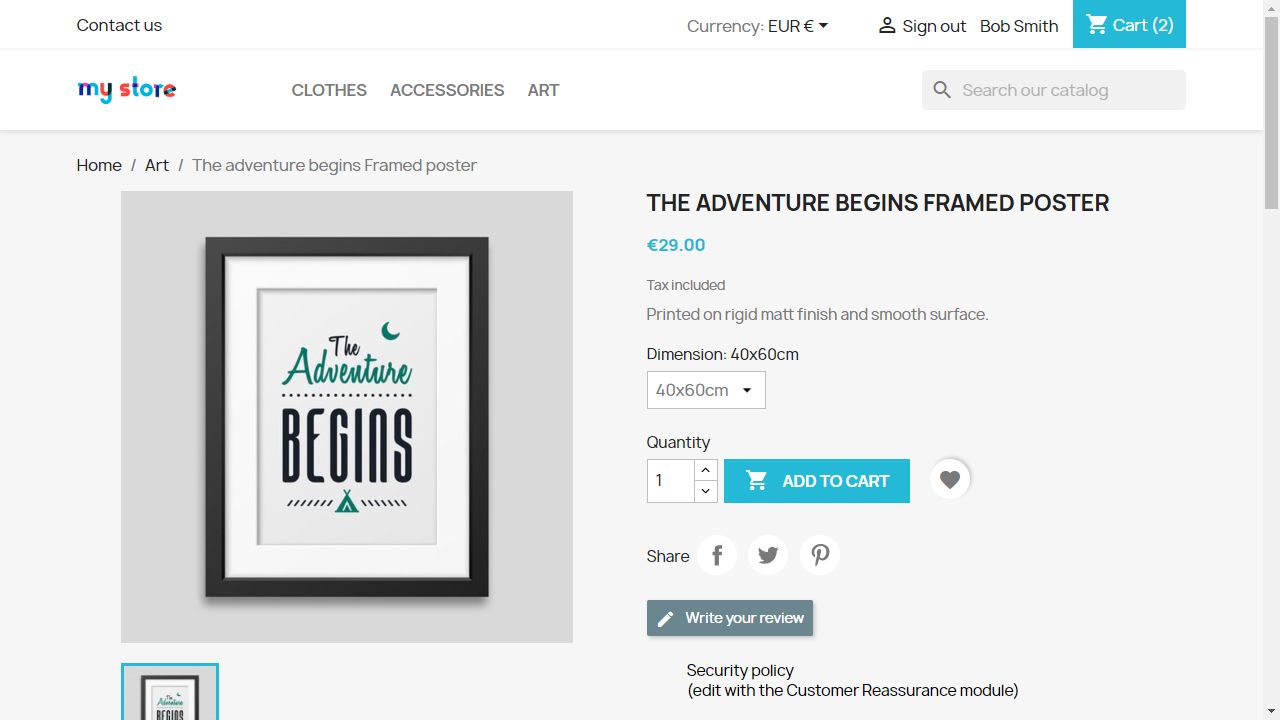 Contact us
Currency: EUR €
Sign out
Bob Smith
Cart (2)
my store
CLOTHES
ACCESSORIES
ART
Search our catalog
Home / Art / The adventure begins Framed poster
THE ADVENTURE BEGINS FRAMED POSTER
€29.00
Tax included
Printed on rigid matt finish and smooth surface.
Dimension: 40x60cm
40x60cm
Quantity
1
ADD TO CART
Share
Write your review
Security policy
(edit with the Customer Reassurance module)
The
Adventure
BEGINS
The
Adventure
BEGINS